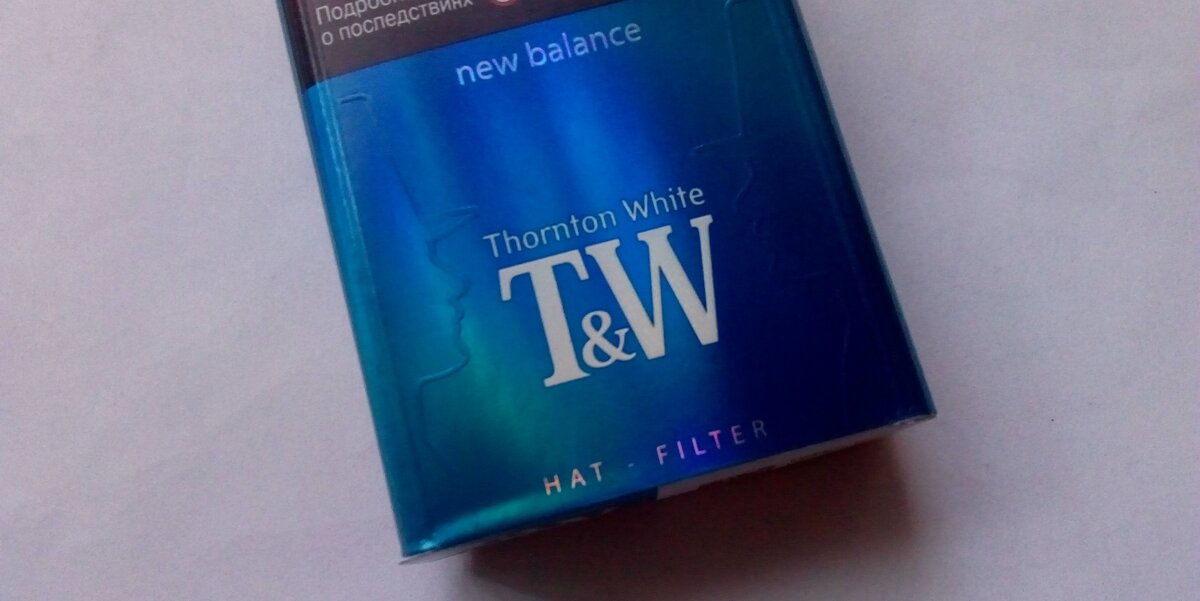 о последствиях
new balance
Thornton White
T&W
HAT - FILTER